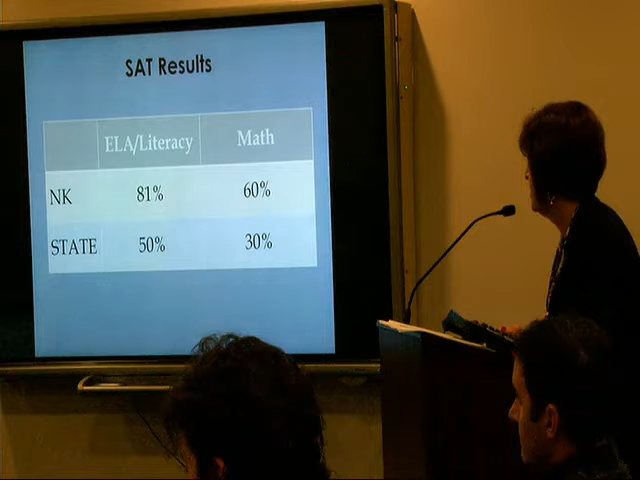 SAT Results
ELA/Literacy Math
NK 81% 60%
STATE 50% 30%